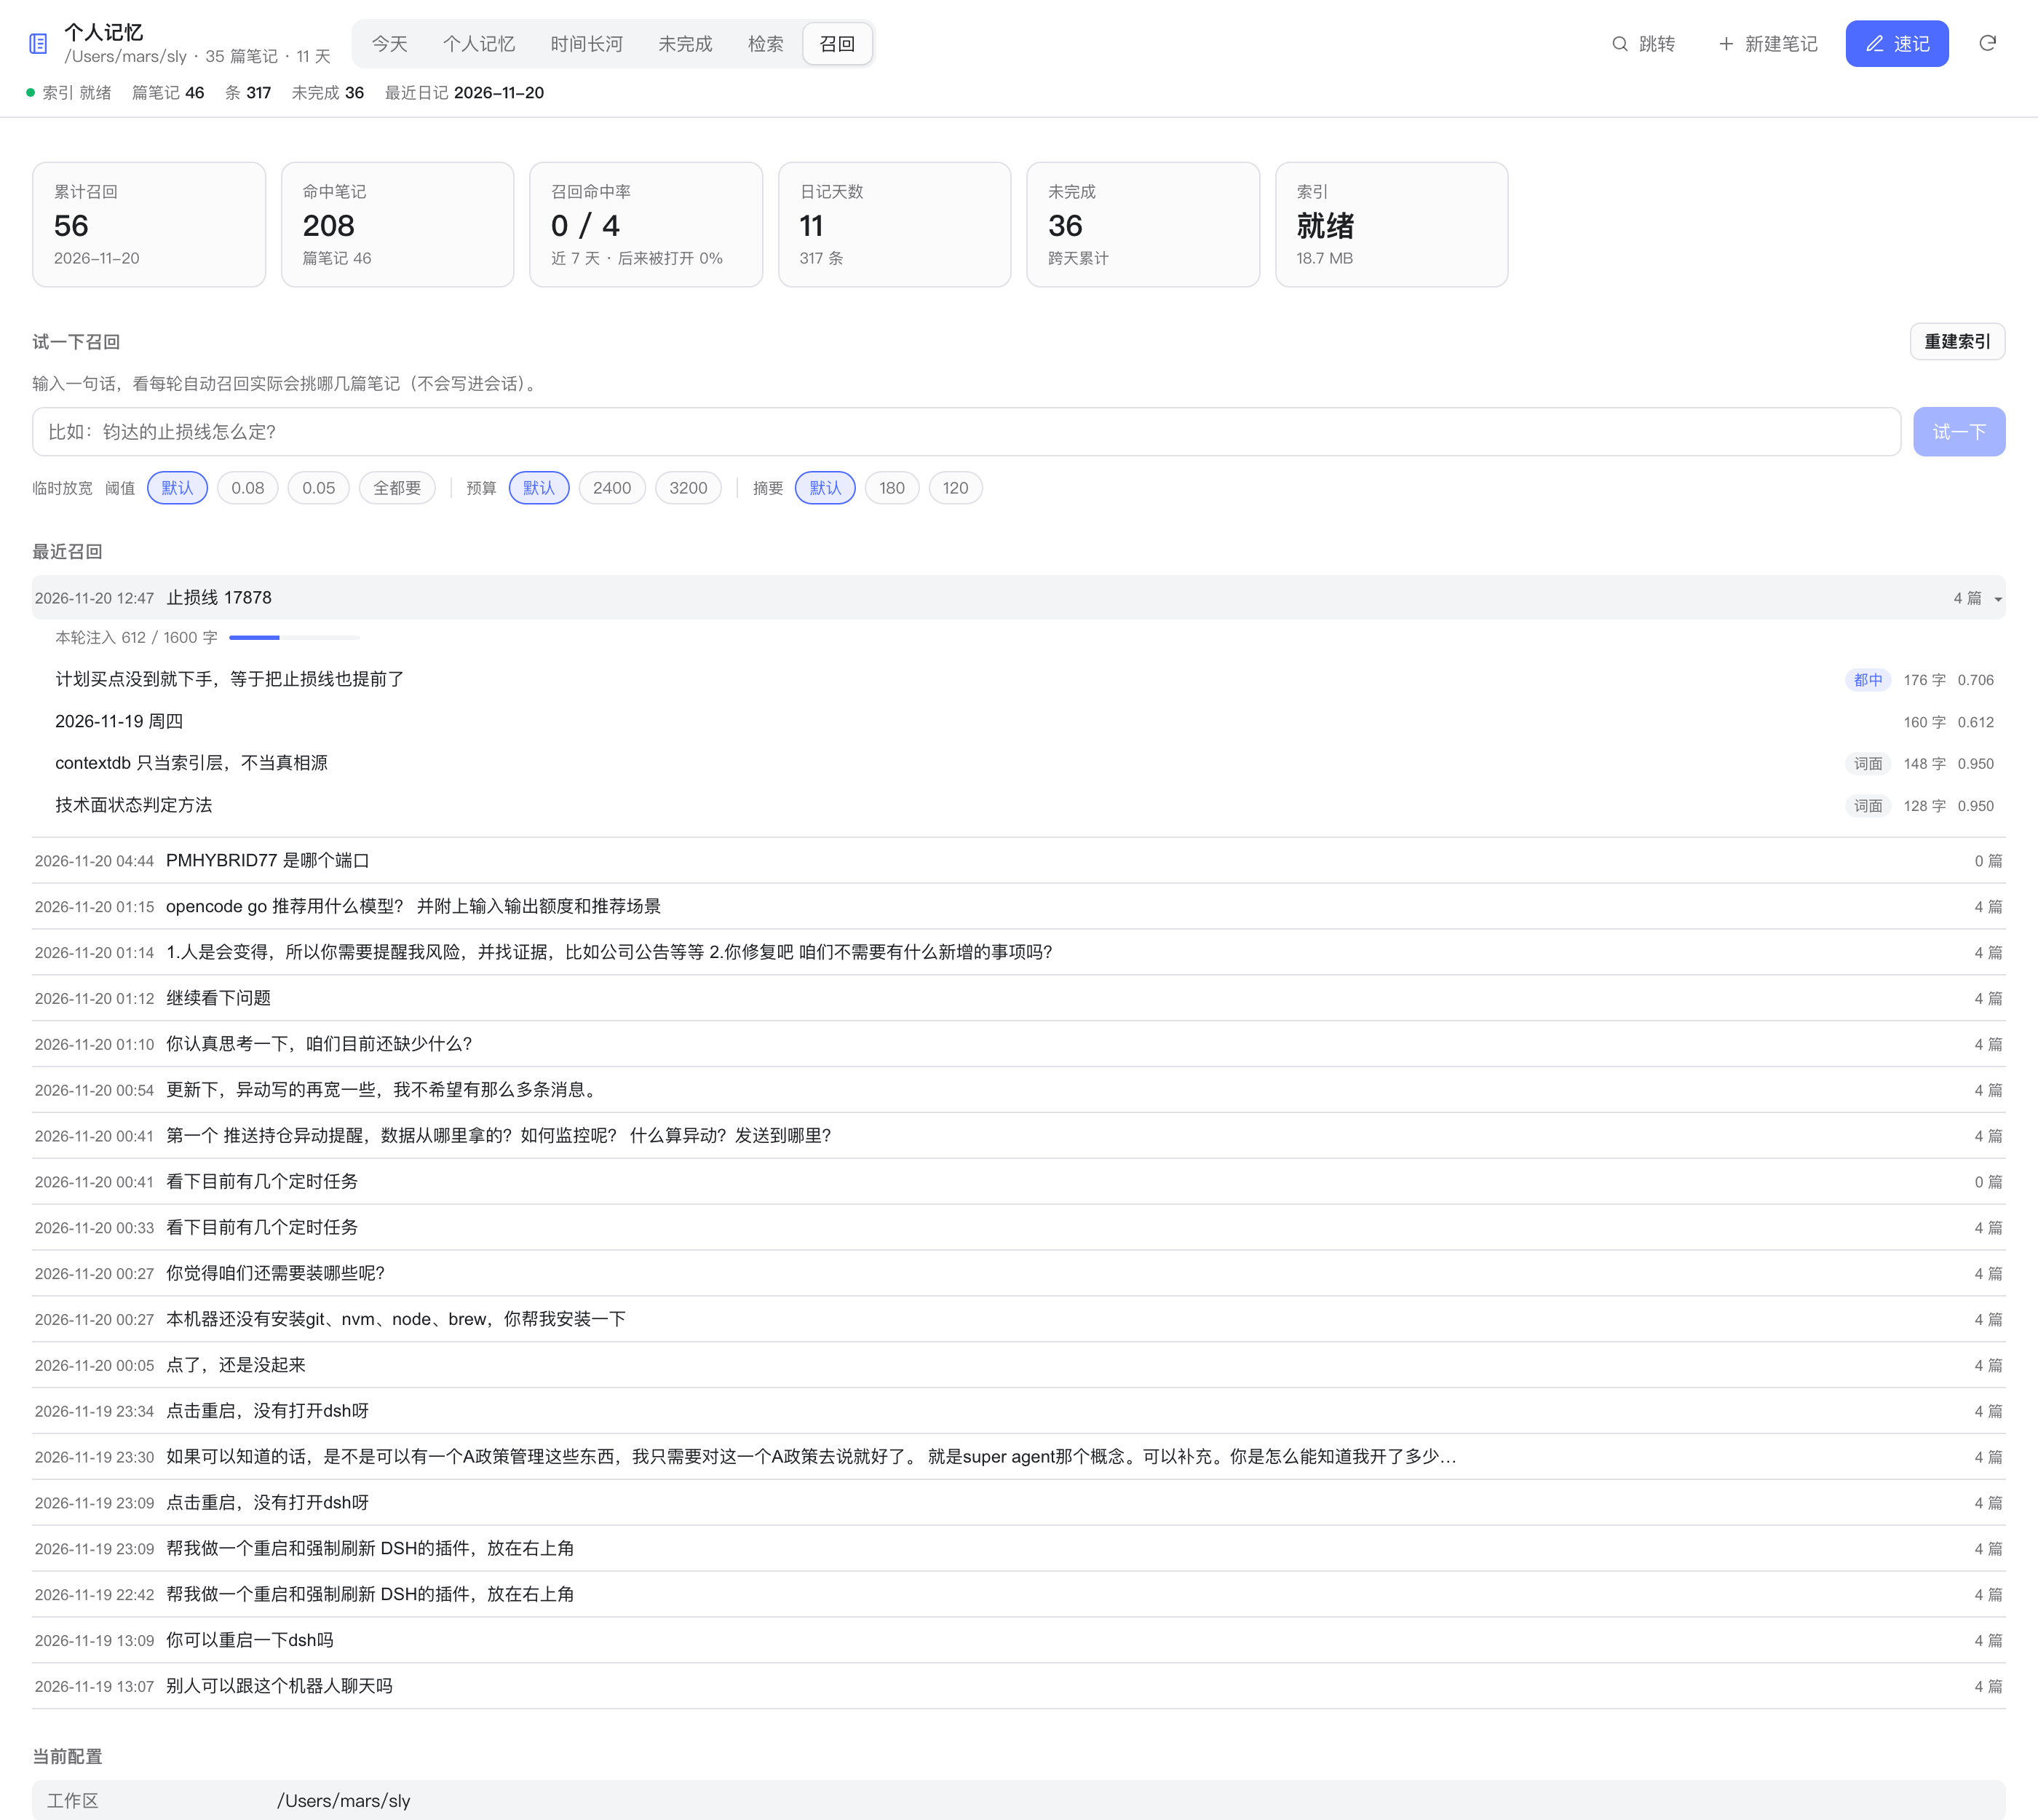 个人记忆
/Users/mars/sly · 35 篇笔记 · 11 天
今天 个人记忆 时间长河 未完成 检索 召回
跳转 + 新建笔记 速记
索引 就绪 篇笔记 46 条 317 未完成 36 最近日记 2026-11-20
累计召回
56
2026-11-20
命中笔记
208
篇笔记 46
召回命中率
0 / 4
近 7 天 · 后来被打开 0%
日记天数
11
317 条
未完成
36
跨天累计
索引
就绪
18.7 MB
试一下召回 重建索引
输入一句话，看每轮自动召回实际会挑哪几篇笔记（不会写进会话）。
比如：钧达的止损线怎么定？ 试一下
临时放宽 阈值 默认 0.08 0.05 全都要 预算 默认 2400 3200 摘要 默认 180 120
最近召回
2026-11-20 12:47 止损线 17878 4 篇
本轮注入 612 / 1600 字
计划买点没到就下手，等于把止损线也提前了 都中 176 字 0.706
2026-11-19 周四 160 字 0.612
contextdb 只当索引层，不当真相源 词面 148 字 0.950
技术面状态判定方法 词面 128 字 0.950
2026-11-20 04:44 PMHYBRID77 是哪个端口 0 篇
2026-11-20 01:15 opencode go 推荐用什么模型？ 并附上输入输出额度和推荐场景 4 篇
2026-11-20 01:14 1.人是会变得，所以你需要提醒我风险，并找证据，比如公司公告等等 2.你修复吧 咱们不需要有什么新增的事项吗？ 4 篇
2026-11-20 01:12 继续看下问题 4 篇
2026-11-20 01:10 你认真思考一下，咱们目前还缺少什么？ 4 篇
2026-11-20 00:54 更新下，异动写的再宽一些，我不希望有那么多条消息。 4 篇
2026-11-20 00:41 第一个 推送持仓异动提醒，数据从哪里拿的？如何监控呢？ 什么算异动？发送到哪里？ 4 篇
2026-11-20 00:41 看下目前有几个定时任务 0 篇
2026-11-20 00:33 看下目前有几个定时任务 4 篇
2026-11-20 00:27 你觉得咱们还需要装哪些呢？ 4 篇
2026-11-20 00:27 本机器还没有安装git、nvm、node、brew，你帮我安装一下 4 篇
2026-11-20 00:05 点了，还是没起来 4 篇
2026-11-19 23:34 点击重启，没有打开dsh呀 4 篇
2026-11-19 23:30 如果可以知道的话，是不是可以有一个A政策管理这些东西，我只需要对这一个A政策去说就好了。 就是super agent那个概念。可以补充。你是怎么能知道我开了多少… 4 篇
2026-11-19 23:09 点击重启，没有打开dsh呀 4 篇
2026-11-19 23:09 帮我做一个重启和强制刷新 DSH的插件，放在右上角 4 篇
2026-11-19 22:42 帮我做一个重启和强制刷新 DSH的插件，放在右上角 4 篇
2026-11-19 13:09 你可以重启一下dsh吗 4 篇
2026-11-19 13:07 别人可以跟这个机器人聊天吗 4 篇
当前配置
工作区 /Users/mars/sly